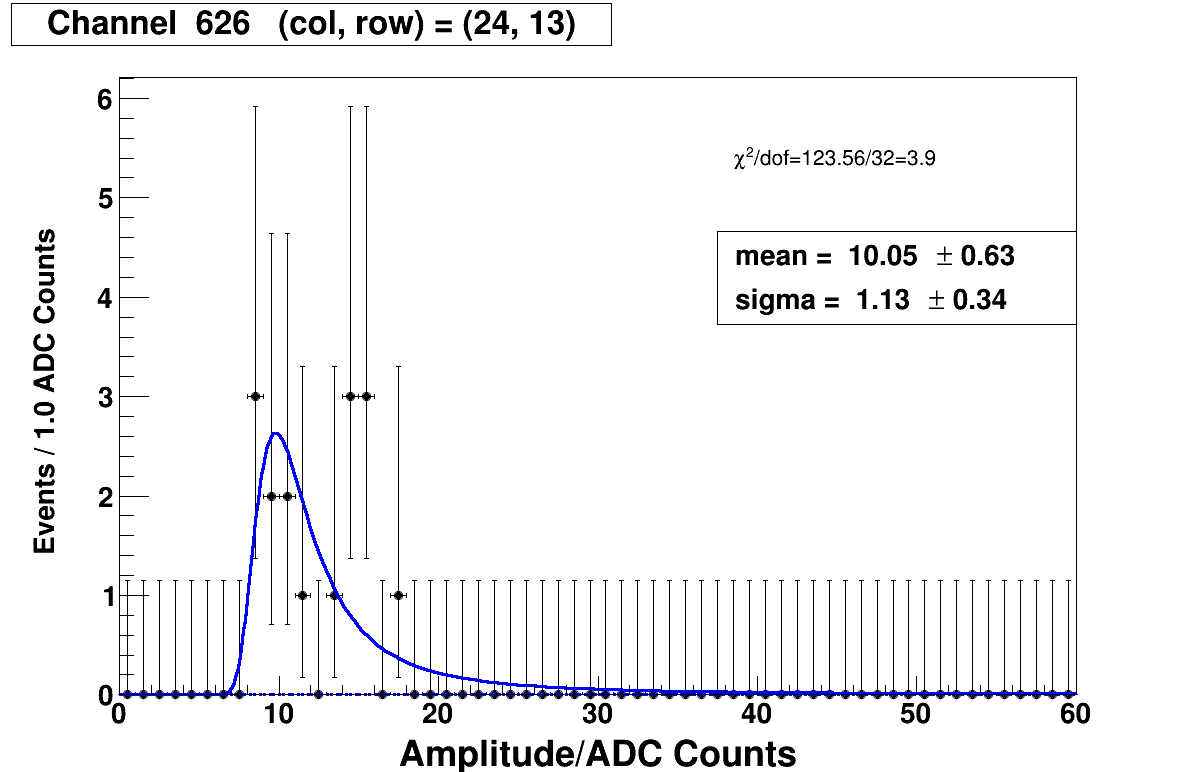 Channel 626 (col, row) = (24, 13)
6
5
4
3
2
1
0
Events / 1.0 ADC Counts
χ²/dof=123.56/32=3.9
mean = 10.05 ± 0.63
sigma = 1.13 ± 0.34
0 10 20 30 40 50 60
Amplitude/ADC Counts